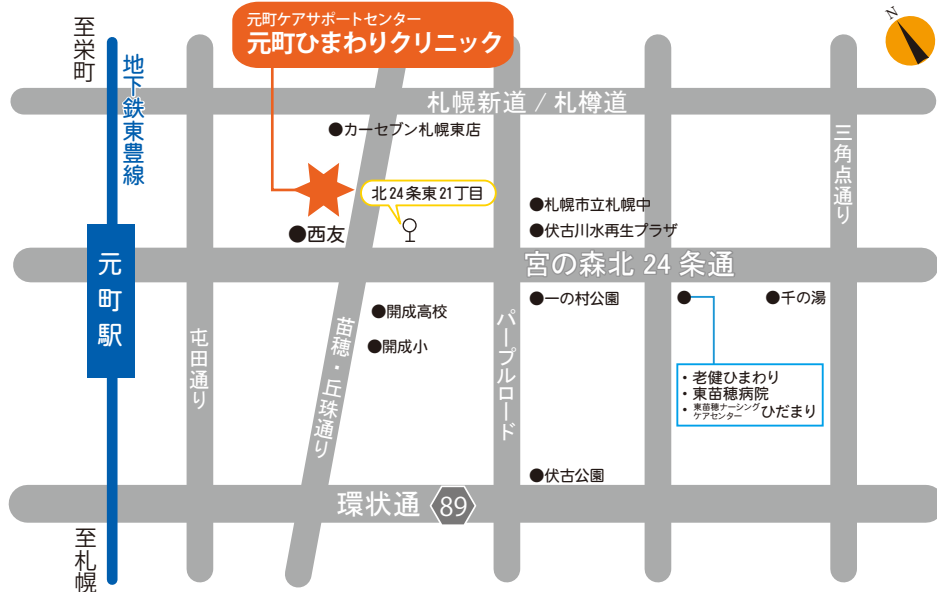 元町ケアサポートセンター
元町ひまわりクリニック
N
至栄町
地下鉄東豊線
札幌新道 / 札樽道
●カーセブン札幌東店
三角点通り
北24条東21丁目
●札幌市立札幌中
●西友
●伏古川水再生プラザ
元町駅
宮の森北 24 条通
●一の村公園
●千の湯
●開成高校
●開成小
屯田通り
苗穂・丘珠通り
パープルロード
・老健ひまわり
・東苗穂病院
・東苗穂ナーシングケアセンター ひだまり
●伏古公園
環状通 89
至札幌